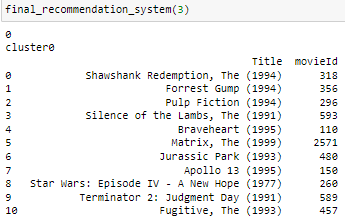 final_recommendation_system(3)
0
cluster0
Title movieId
0 Shawshank Redemption, The (1994) 318
1 Forrest Gump (1994) 356
2 Pulp Fiction (1994) 296
3 Silence of the Lambs, The (1991) 593
4 Braveheart (1995) 110
5 Matrix, The (1999) 2571
6 Jurassic Park (1993) 480
7 Apollo 13 (1995) 150
8 Star Wars: Episode IV - A New Hope (1977) 260
9 Terminator 2: Judgment Day (1991) 589
10 Fugitive, The (1993) 457